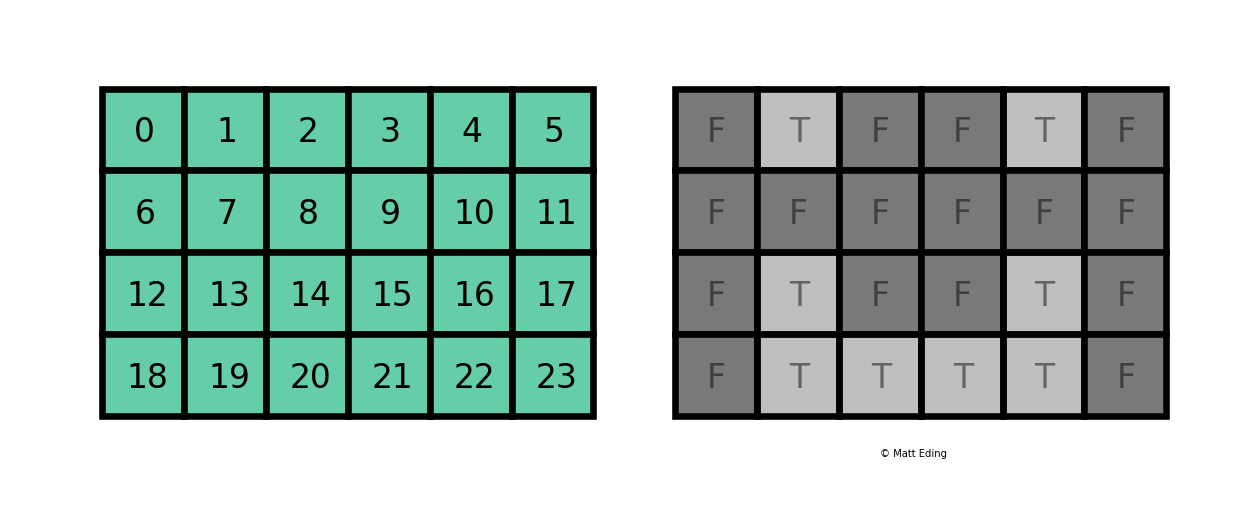 0 1 2 3 4 5
6 7 8 9 10 11
12 13 14 15 16 17
18 19 20 21 22 23
F T F F T F
F F F F F F
F T F F T F
F T T T T F
© Matt Eding